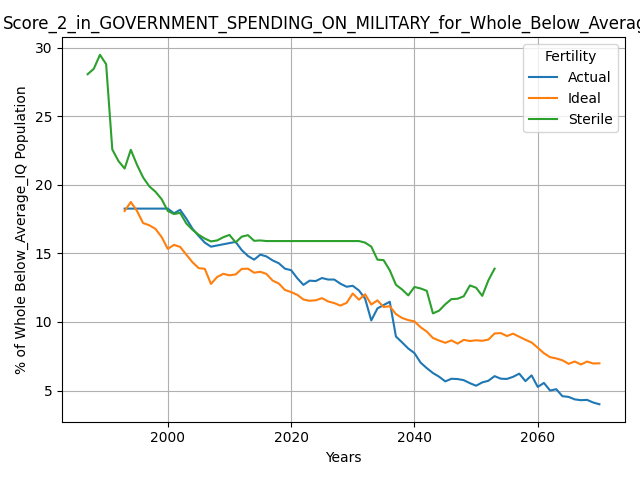 Score_2_in_GOVERNMENT_SPENDING_ON_MILITARY_for_Whole_Below_Averag
% of Whole Below_Average_IQ Population
30
25
20
15
10
5
Fertility
Actual
Ideal
Sterile
2000
2020
2040
2060
Years